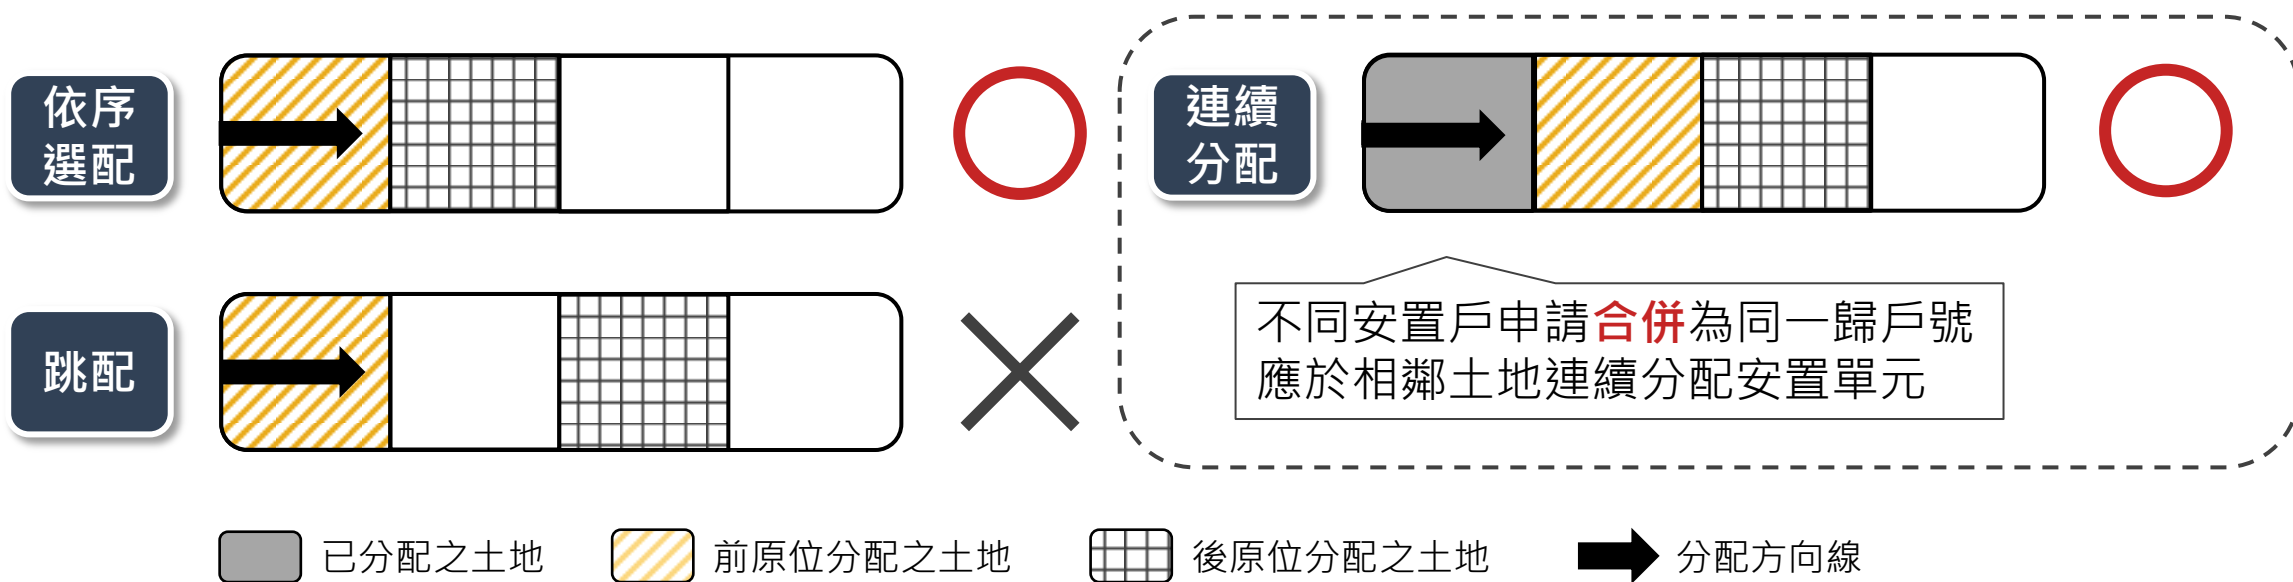 依序
選配
連續
分配
跳配
不同安置戶申請合併為同一歸戶號
應於相鄰土地連續分配安置單元
已分配之土地
前原位分配之土地
後原位分配之土地
分配方向線